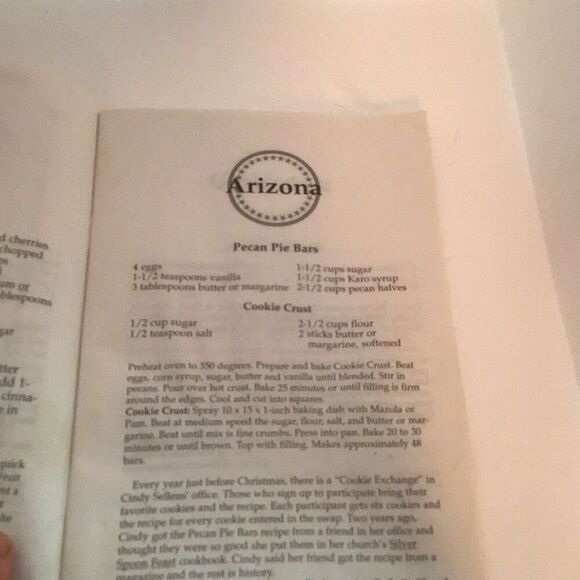 d cherries
chopped
um or
blespoons
gar
tter
dd 1-
cinna-
e in
quick
Fruit
nt a
t
he
Arizona
Pecan Pie Bars
4 eggs 1-1/2 cups sugar
1-1/2 teaspoons vanilla 1-1/2 cups Karo syrup
3 tablespoons butter or margarine 2-1/2 cups pecan halves
Cookie Crust
1/2 cup sugar 2-1/2 cups flour
1/2 teaspoon salt 2 sticks butter or
margarine, softened
Preheat oven to 350 degrees. Prepare and bake Cookie Crust. Beat
eggs, corn syrup, sugar, butter and vanilla until blended. Stir in
pecans. Pour over hot crust. Bake 25 minutes or until filling is firm
around the edges. Cool and cut into squares.
Cookie Crust: Spray 10 x 15 x 1-inch baking dish with Mazola or
Pam. Beat at medium speed the sugar, flour, salt, and butter or mar-
garine. Beat until mix is fine crumbs. Press into pan. Bake 20 to 30
minutes or until brown. Top with filling. Makes approximately 48
bars.
Every year just before Christmas, there is a "Cookie Exchange" in
Cindy Sellens' office. Those who sign up to participate bring their
favorite cookies and the recipe. Each participant gets six cookies and
the recipe for every cookie entered in the swap. Two years ago,
Cindy got the Pecan Pie Bars recipe from a friend in her office and
thought they were so good she put them in her church's Silver
Spoon Feast cookbook. Cindy said her friend got the recipe from a
magazine and the rest is history.